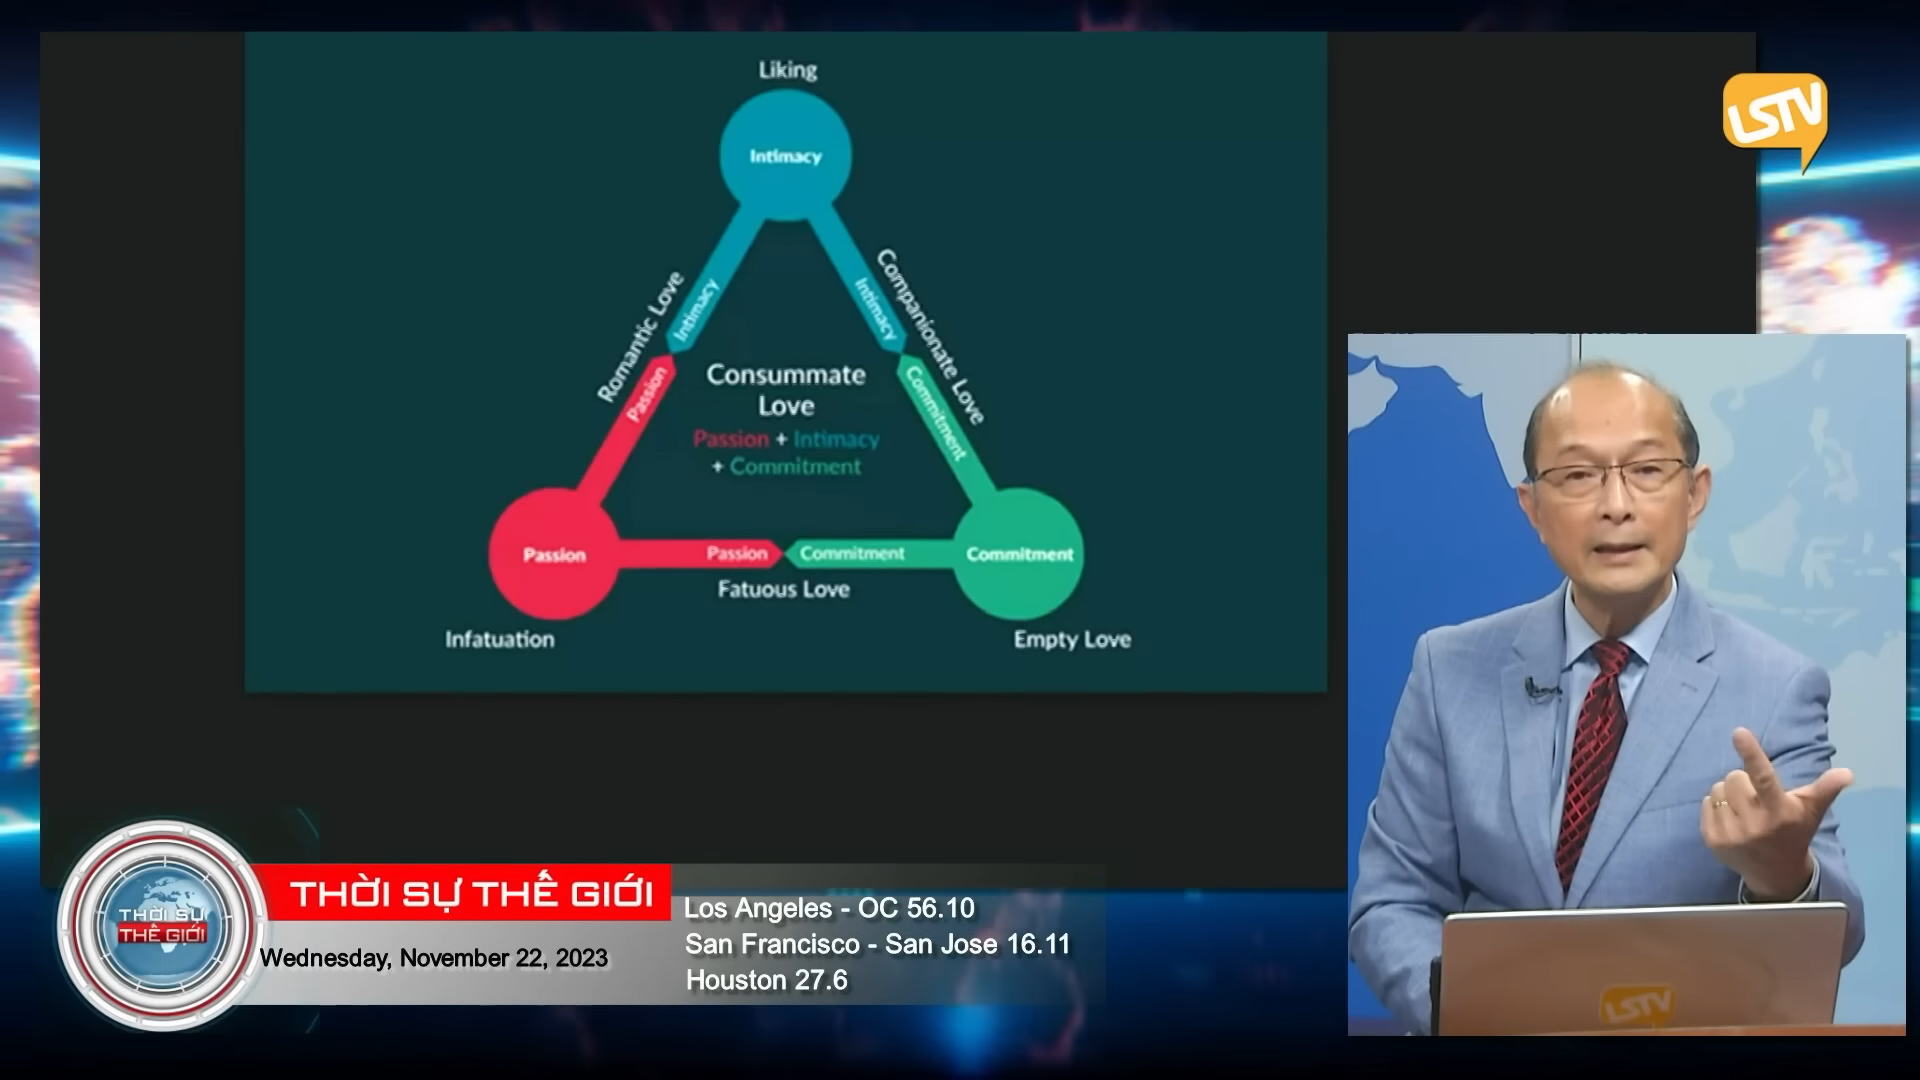 Liking
Intimacy
LSTV
Romantic Love
Intimacy
Passion
Companionate Love
Intimacy
Commitment
Consummate
Love
Passion + Intimacy
+ Commitment
Passion
Passion
Commitment
Commitment
Fatuous Love
Infatuation
Empty Love
THỜI SỰ
THẾ GIỚI
THỜI SỰ THẾ GIỚI
Wednesday, November 22, 2023
Los Angeles - OC 56.10
San Francisco - San Jose 16.11
Houston 27.6
LSTV